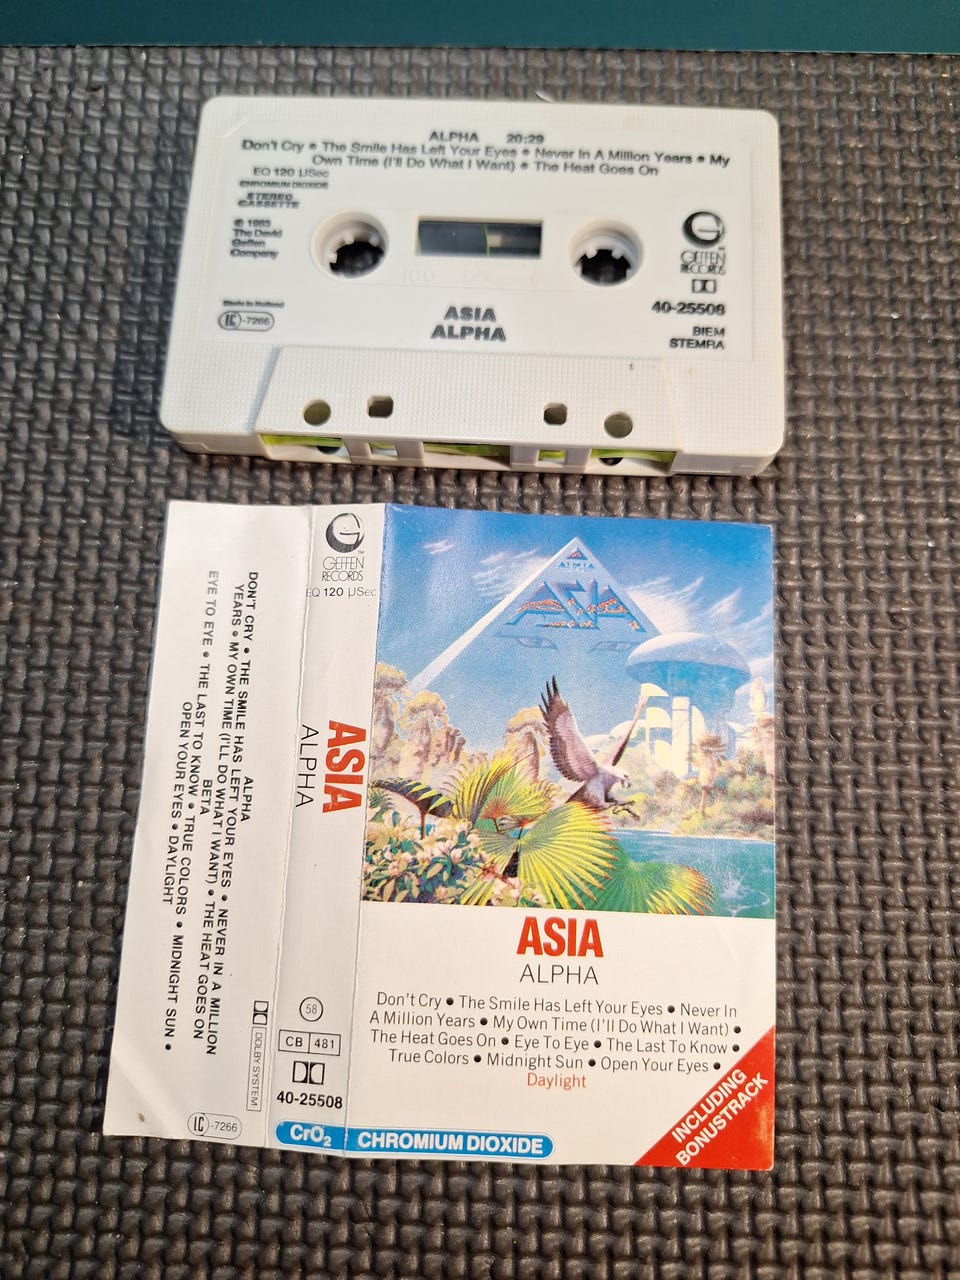 ALPHA 20:29
Don't Cry • The Smile Has Left Your Eyes • Never In A Million Years • My
Own Time (I'll Do What I Want) • The Heat Goes On
EQ 120 µSec
CHROMIUM DIOXIDE
STEREO
CASSETTE
℗ 1983
The David
Geffen
Company
Made in Holland
LC-7266
ASIA
ALPHA
GEFFEN
RECORDS
40-25508
BIEM
STEMRA
ALPHA
DON'T CRY • THE SMILE HAS LEFT YOUR EYES • NEVER IN A MILLION
YEARS • MY OWN TIME (I'LL DO WHAT I WANT) • THE HEAT GOES ON
BETA
EYE TO EYE • THE LAST TO KNOW • TRUE COLORS • MIDNIGHT SUN •
OPEN YOUR EYES • DAYLIGHT
DOLBY SYSTEM
LC-7266
G
GEFFEN
RECORDS
EQ 120 µSec
ASIA
ALPHA
58
CB 481
40-25508
CrO₂ CHROMIUM DIOXIDE
ALPHA
ASIA
ASIA
ALPHA
Don't Cry • The Smile Has Left Your Eyes • Never In
A Million Years • My Own Time (I'll Do What I Want) •
The Heat Goes On • Eye To Eye • The Last To Know •
True Colors • Midnight Sun • Open Your Eyes •
Daylight
INCLUDING
BONUSTRACK